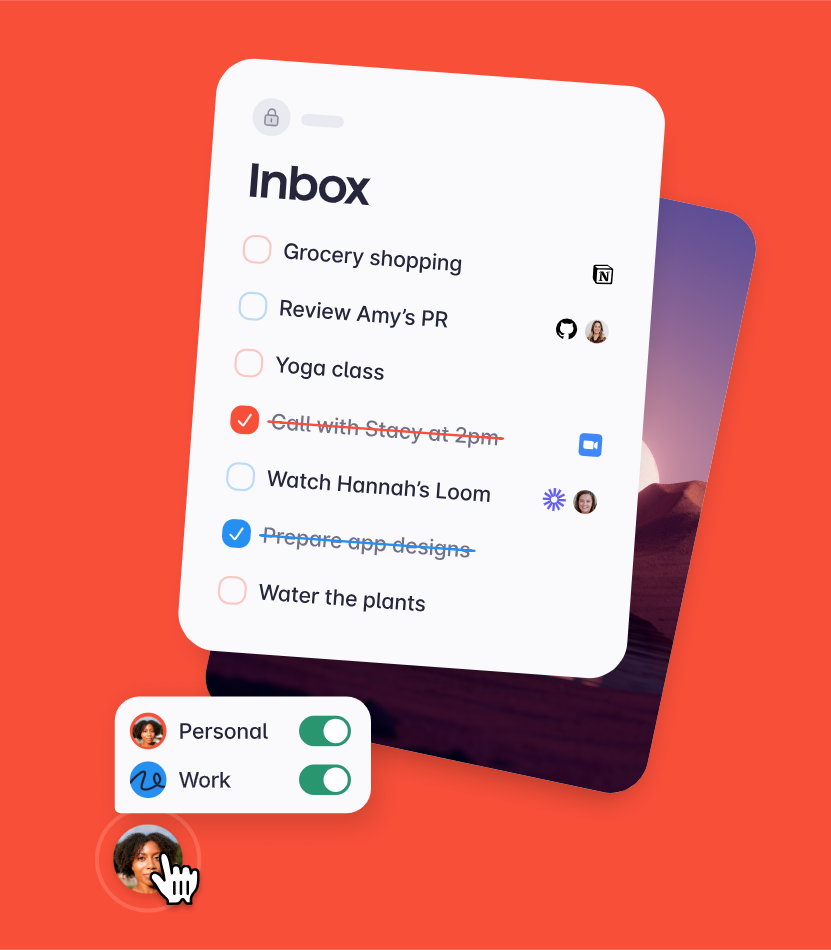 Inbox
Grocery shopping
N
Review Amy’s PR
Yoga class
Call with Stacy at 2pm
Watch Hannah’s Loom
Prepare app designs
Water the plants
Personal
Work